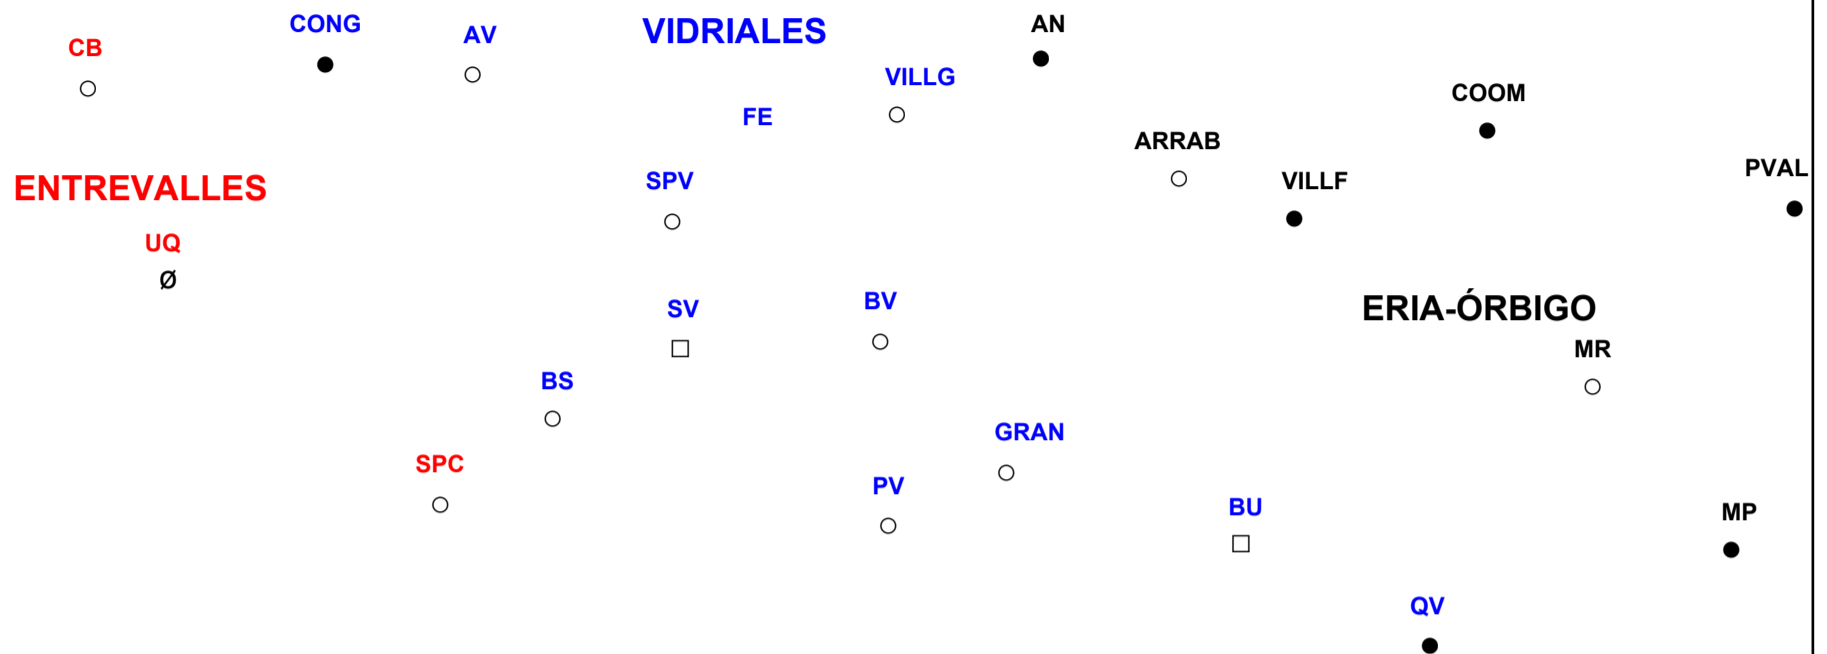 CONG
AN
VIDRIALES
AV
CB
VILLG
COOM
FE
ARRAB
PVAL
SPV
VILLF
ENTREVALLES
UQ
Ø
BV
SV
ERIA-ÓRBIGO
MR
BS
GRAN
SPC
PV
BU
MP
QV